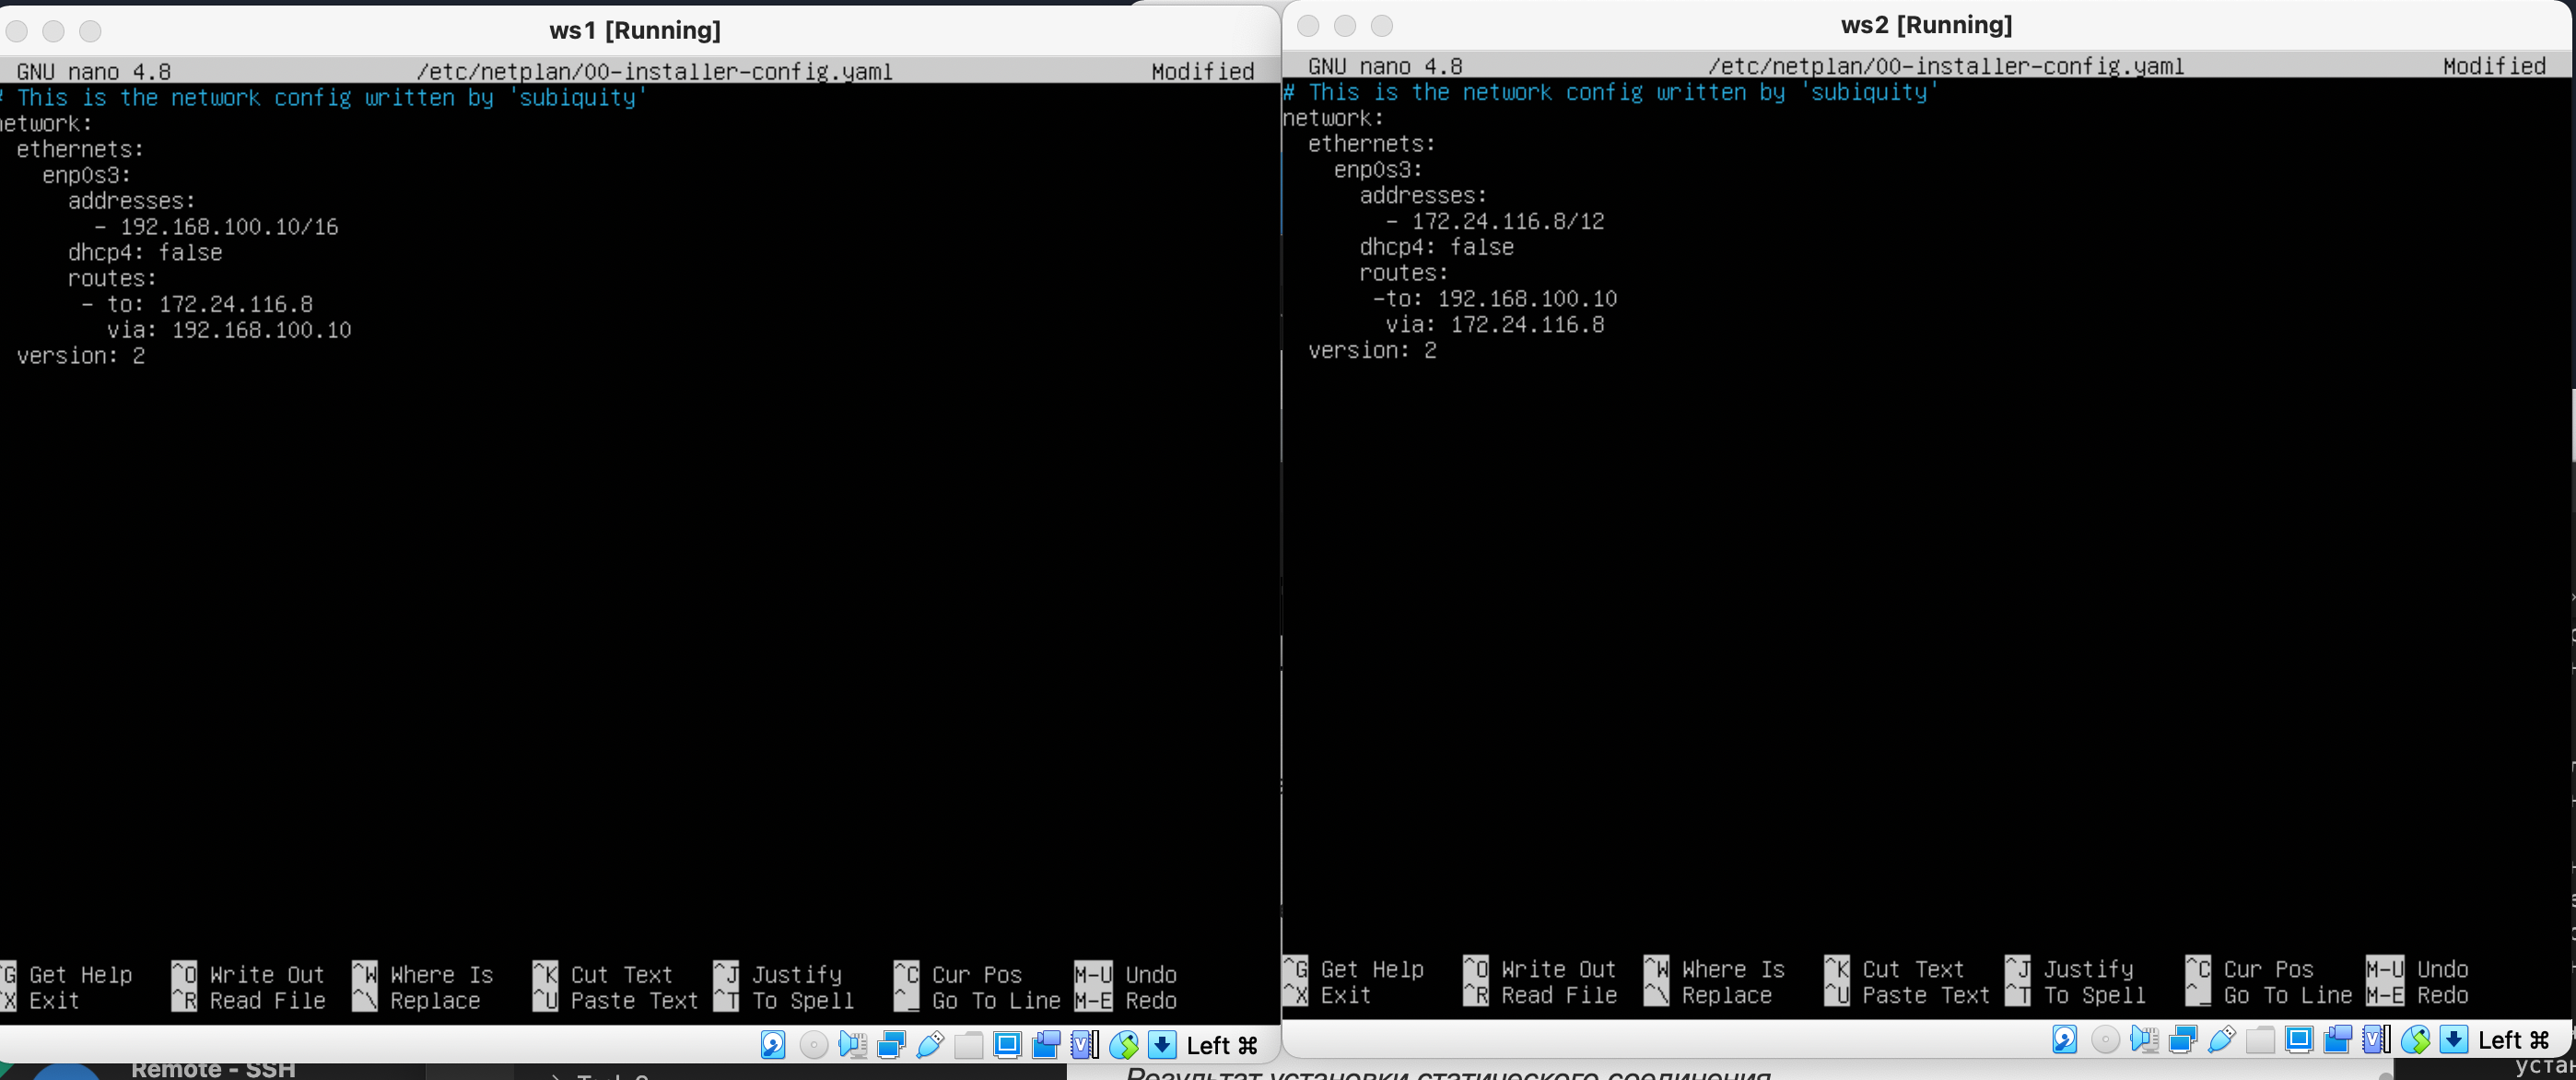 ws1 [Running]
GNU nano 4.8 /etc/netplan/00-installer-config.yaml Modified
# This is the network config written by 'subiquity'
network:
  ethernets:
    enp0s3:
      addresses:
        - 192.168.100.10/16
      dhcp4: false
      routes:
       - to: 172.24.116.8
         via: 192.168.100.10
  version: 2
^G Get Help ^O Write Out ^W Where Is ^K Cut Text ^J Justify ^C Cur Pos M-U Undo
^X Exit ^R Read File ^\ Replace ^U Paste Text ^T To Spell ^_ Go To Line M-E Redo
Left ⌘
ws2 [Running]
GNU nano 4.8 /etc/netplan/00-installer-config.yaml Modified
# This is the network config written by 'subiquity'
network:
  ethernets:
    enp0s3:
      addresses:
        - 172.24.116.8/12
      dhcp4: false
      routes:
       -to: 192.168.100.10
        via: 172.24.116.8
  version: 2
^G Get Help ^O Write Out ^W Where Is ^K Cut Text ^J Justify ^C Cur Pos M-U Undo
^X Exit ^R Read File ^\ Replace ^U Paste Text ^T To Spell ^_ Go To Line M-E Redo
Left ⌘
Remote - SSH
Результат установки статического соединения